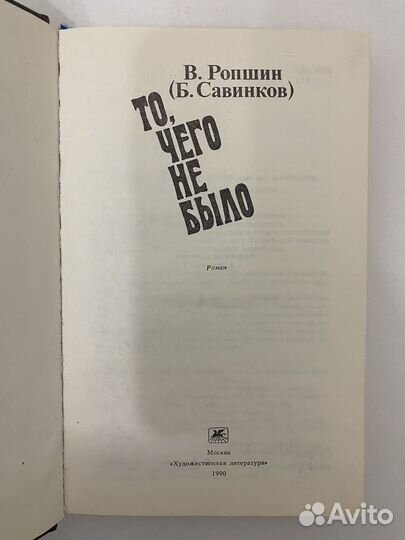 В. Ропшин
(Б. Савинков)
ТО,
ЧЕГО
НЕ
БЫЛО
Роман
Москва
«Художественная литература»
1990
Avito